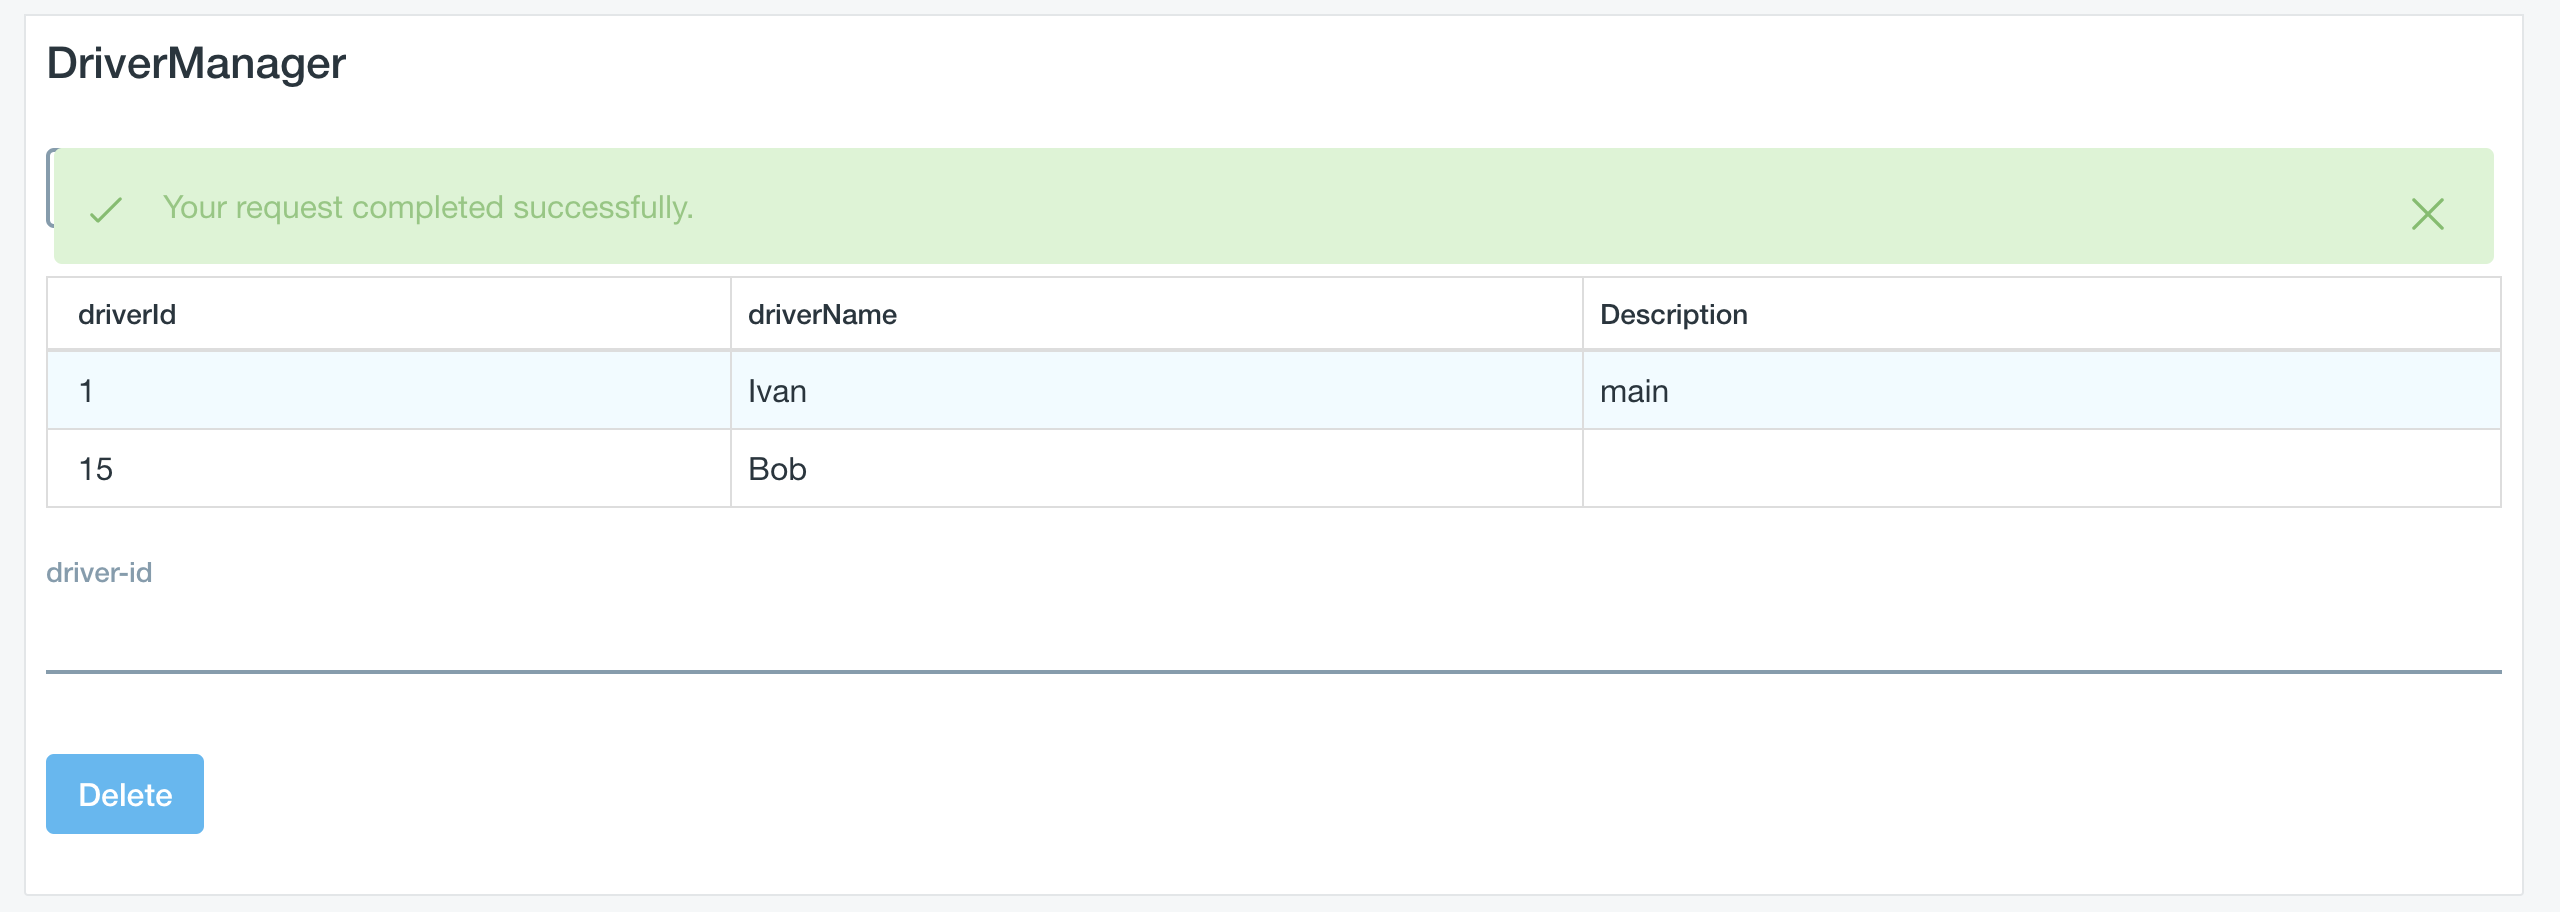 DriverManager
Your request completed successfully.
driverId driverName Description
1 Ivan main
15 Bob
driver-id
Delete